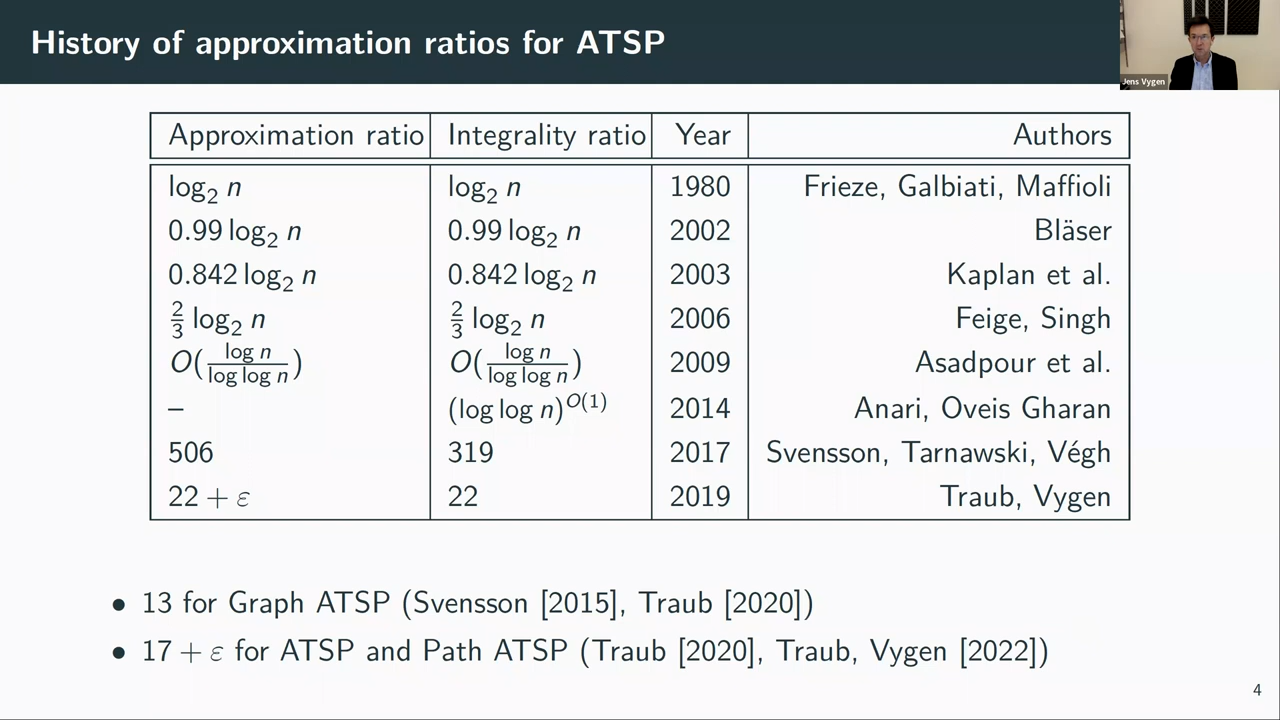 History of approximation ratios for ATSP
Jens Vygen
Approximation ratio Integrality ratio Year Authors
log₂ n log₂ n 1980 Frieze, Galbiati, Maffioli
0.99 log₂ n 0.99 log₂ n 2002 Bläser
0.842 log₂ n 0.842 log₂ n 2003 Kaplan et al.
2/3 log₂ n 2/3 log₂ n 2006 Feige, Singh
O(log n / log log n) O(log n / log log n) 2009 Asadpour et al.
– (log log n)^O(1) 2014 Anari, Oveis Gharan
506 319 2017 Svensson, Tarnawski, Végh
22 + ε 22 2019 Traub, Vygen
• 13 for Graph ATSP (Svensson [2015], Traub [2020])
• 17 + ε for ATSP and Path ATSP (Traub [2020], Traub, Vygen [2022])
4